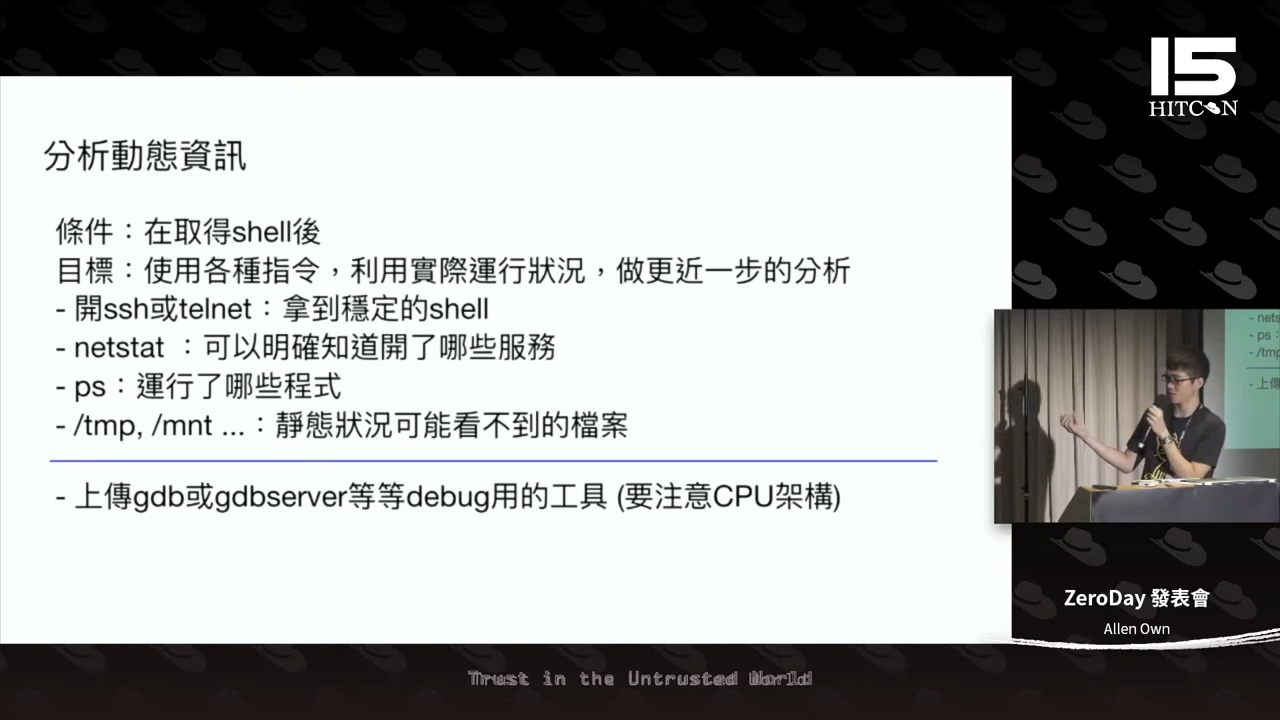 15
HITCON
分析動態資訊
條件：在取得shell後
目標：使用各種指令，利用實際運行狀況，做更近一步的分析
- 開ssh或telnet：拿到穩定的shell
- netstat ：可以明確知道開了哪些服務
- ps：運行了哪些程式
- /tmp, /mnt ...：靜態狀況可能看不到的檔案
- 上傳gdb或gdbserver等等debug用的工具 (要注意CPU架構)
- nets
- ps：
- /tmp
- 上傳
ZeroDay 發表會
Allen Own
Trust in the Untrusted World